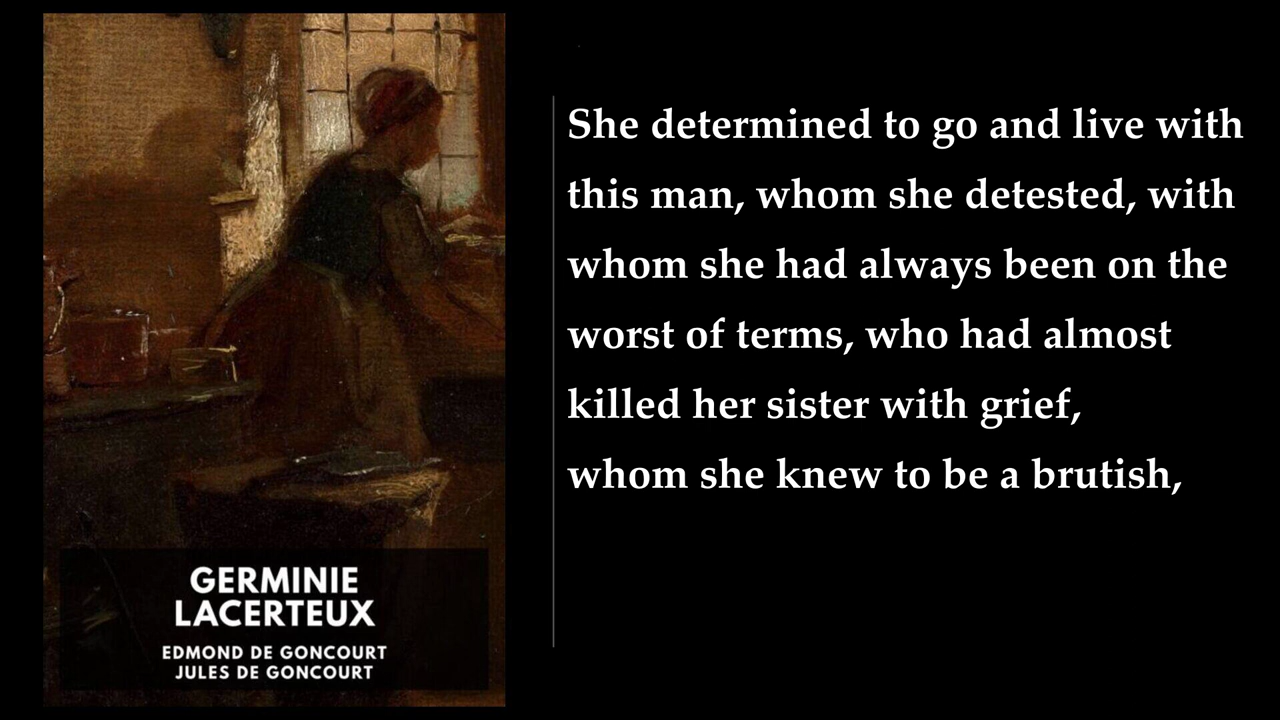 She determined to go and live with
this man, whom she detested, with
whom she had always been on the
worst of terms, who had almost
killed her sister with grief,
whom she knew to be a brutish,
GERMINIE
LACERTEUX
EDMOND DE GONCOURT
JULES DE GONCOURT